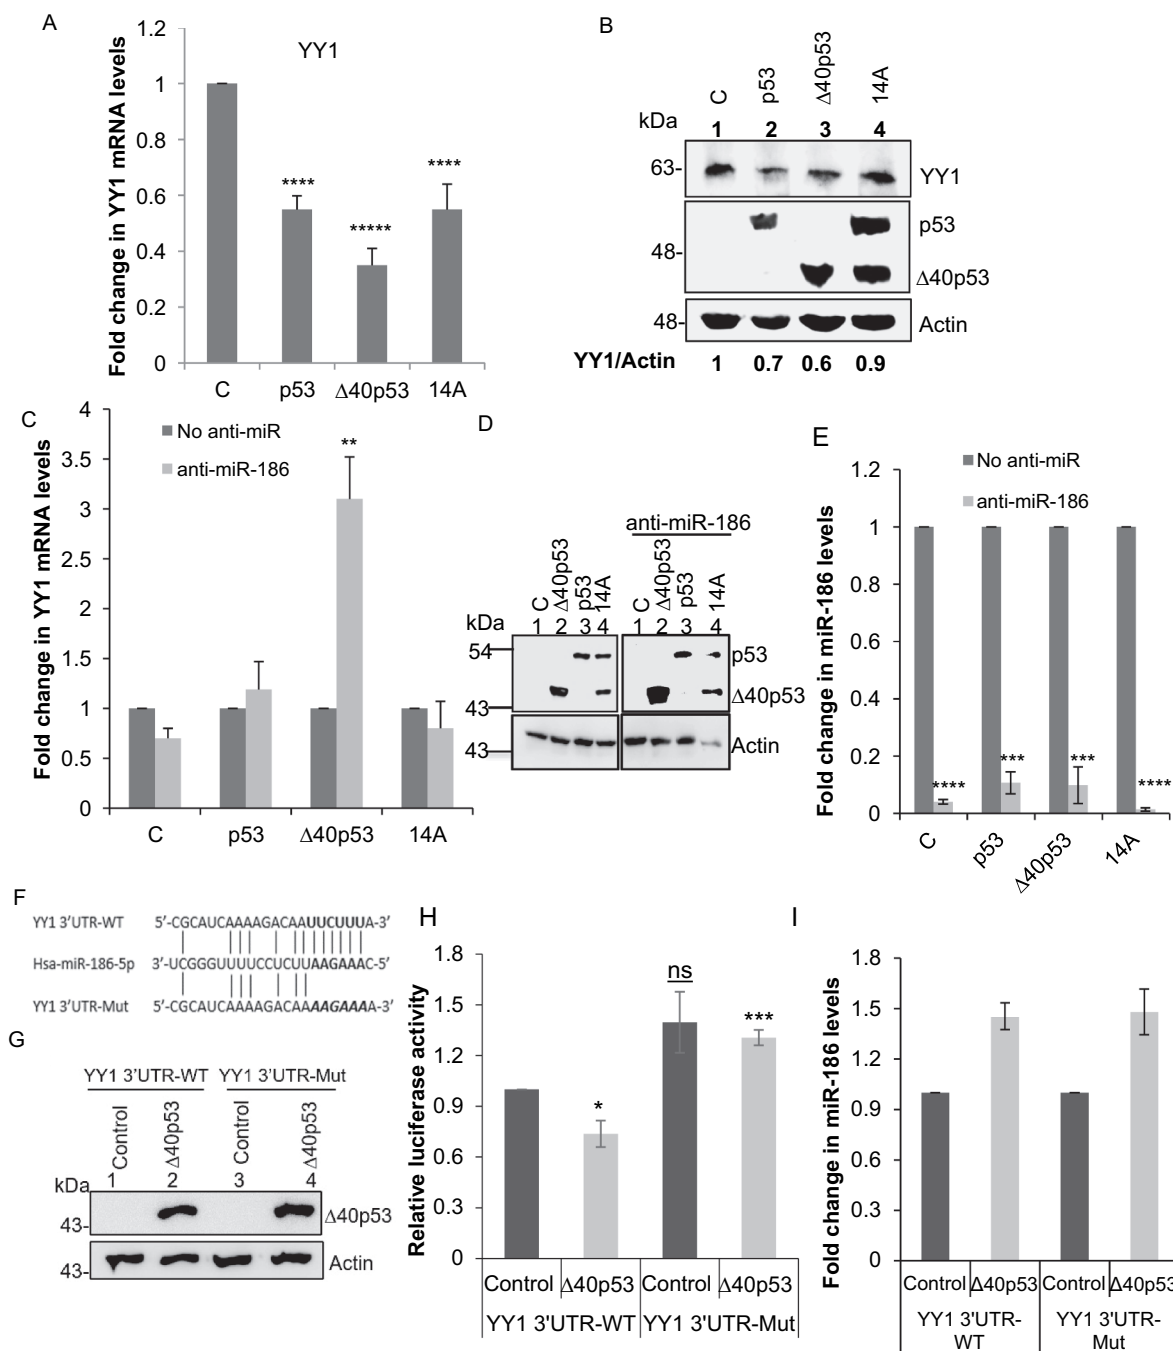 A
Fold change in YY1 mRNA levels
YY1
1.2
1
0.8
0.6
0.4
0.2
0
****
*****
****
C p53 Δ40p53 14A
B
C p53 Δ40p53 14A
kDa 1 2 3 4
63- YY1
p53
48-
Δ40p53
48- Actin
YY1/Actin 1 0.7 0.6 0.9
C
Fold change in YY1 mRNA levels
4
3.5
3
2.5
2
1.5
1
0.5
0
No anti-miR
anti-miR-186
**
C p53 Δ40p53 14A
D
anti-miR-186
C Δ40p53 p53 14A C Δ40p53 p53 14A
kDa 1 2 3 4 1 2 3 4
54 p53
Δ40p53
43
43 Actin
E
Fold change in miR-186 levels
No anti-miR
anti-miR-186
1.2
1
0.8
0.6
0.4
0.2
0
**** *** *** ****
C p53 Δ40p53 14A
F
YY1 3'UTR-WT 5'-CGCAUCAAAAGACAAUUCUUUA-3'
Hsa-miR-186-5p 3'-UCGGGUUUUCCUCUUAAGAAAC-5'
YY1 3'UTR-Mut 5'-CGCAUCAAAAGACAAAAGAAAA-3'
G
YY1 3'UTR-WT YY1 3'UTR-Mut
Control Δ40p53 Control Δ40p53
1 2 3 4
kDa
43- Δ40p53
43- Actin
H
Relative luciferase activity
1.8
1.5
1.2
0.9
0.6
0.3
0
*
ns
***
Control Δ40p53 Control Δ40p53
YY1 3'UTR-WT YY1 3'UTR-Mut
I
Fold change in miR-186 levels
1.8
1.5
1.2
0.9
0.6
0.3
0
Control Δ40p53 Control Δ40p53
YY1 3'UTR- YY1 3'UTR-
WT Mut